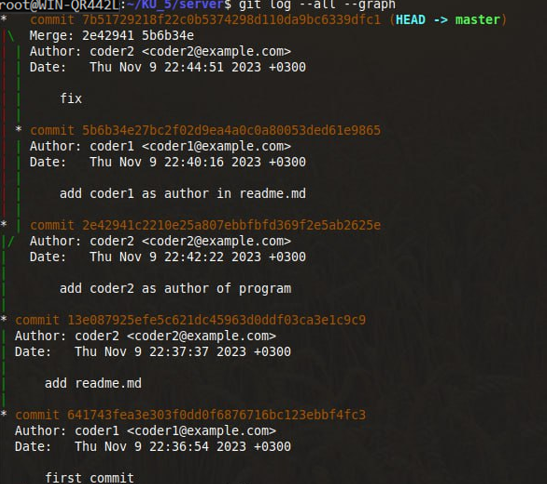 root@WIN-QR442L:~/KU_5/server$ git log --all --graph
*   commit 7b51729218f22c0b5374298d110da9bc6339dfc1 (HEAD -> master)
|\  Merge: 2e42941 5b6b34e
| | Author: coder2 <coder2@example.com>
| | Date:   Thu Nov 9 22:44:51 2023 +0300
| |
| |     fix
| |
| * commit 5b6b34e27bc2f02d9ea4a0c0a80053ded61e9865
| | Author: coder1 <coder1@example.com>
| | Date:   Thu Nov 9 22:40:16 2023 +0300
| |
| |     add coder1 as author in readme.md
| |
* | commit 2e42941c2210e25a807ebbfbfd369f2e5ab2625e
|/  Author: coder2 <coder2@example.com>
|   Date:   Thu Nov 9 22:42:22 2023 +0300
|
|       add coder2 as author of program
|
* commit 13e087925efe5c621dc45963d0ddf03ca3e1c9c9
| Author: coder2 <coder2@example.com>
| Date:   Thu Nov 9 22:37:37 2023 +0300
|
|     add readme.md
|
* commit 641743fea3e303f0dd0f6876716bc123ebbf4fc3
  Author: coder1 <coder1@example.com>
  Date:   Thu Nov 9 22:36:54 2023 +0300

      first commit